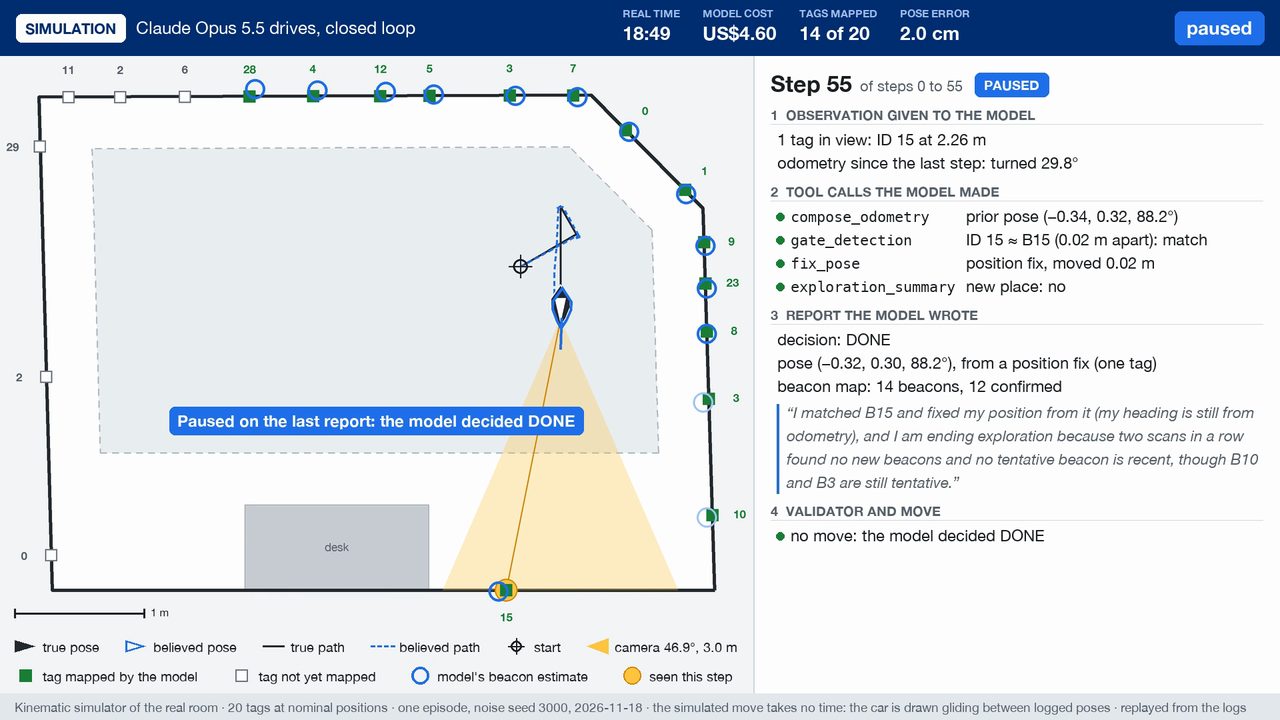 SIMULATION
Claude Opus 5.5 drives, closed loop
REAL TIME
18:49
MODEL COST
US$4.60
TAGS MAPPED
14 of 20
POSE ERROR
2.0 cm
paused
11
2
6
28
4
12
5
3
7
0
1
9
23
8
3
10
29
2
0
desk
Paused on the last report: the model decided DONE
15
1 m
true pose
believed pose
true path
believed path
start
camera 46.9°, 3.0 m
tag mapped by the model
tag not yet mapped
model's beacon estimate
seen this step
Step 55 of steps 0 to 55 PAUSED
1 OBSERVATION GIVEN TO THE MODEL
1 tag in view: ID 15 at 2.26 m
odometry since the last step: turned 29.8°
2 TOOL CALLS THE MODEL MADE
compose_odometry prior pose (−0.34, 0.32, 88.2°)
gate_detection ID 15 ≈ B15 (0.02 m apart): match
fix_pose position fix, moved 0.02 m
exploration_summary new place: no
3 REPORT THE MODEL WROTE
decision: DONE
pose (−0.32, 0.30, 88.2°), from a position fix (one tag)
beacon map: 14 beacons, 12 confirmed
“I matched B15 and fixed my position from it (my heading is still from
odometry), and I am ending exploration because two scans in a row
found no new beacons and no tentative beacon is recent, though B10
and B3 are still tentative.”
4 VALIDATOR AND MOVE
no move: the model decided DONE
Kinematic simulator of the real room · 20 tags at nominal positions · one episode, noise seed 3000, 2026-11-18 · the simulated move takes no time: the car is drawn gliding between logged poses · replayed from the logs